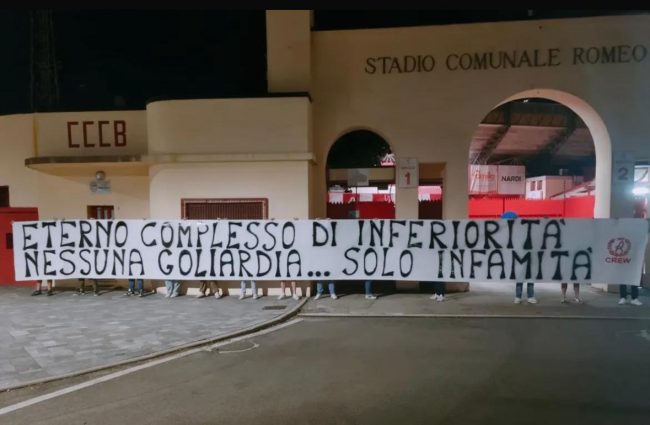 STADIO COMUNALE ROMEO
CCCB
1
2
NARDI
ETERNO COMPLESSO DI INFERIORITA'
NESSUNA GOLIARDIA... SOLO INFAMITA'
CREW